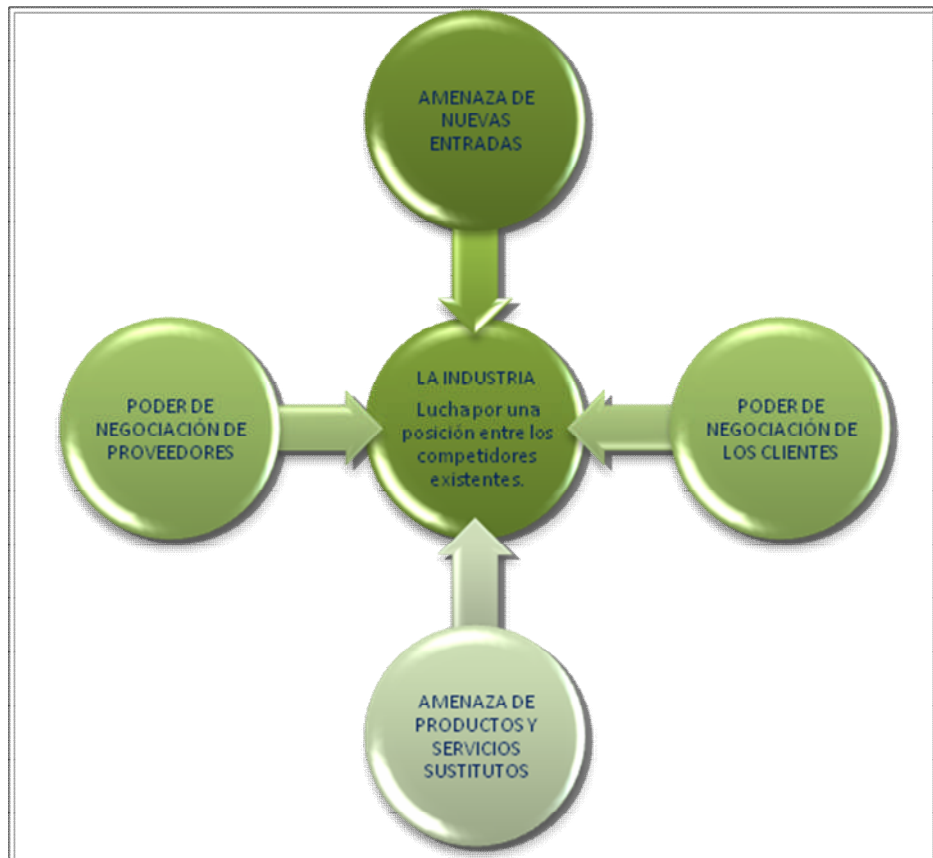 AMENAZA DE
NUEVAS
ENTRADAS
PODER DE
NEGOCIACIÓN DE
PROVEEDORES
LA INDUSTRIA
Lucha por una
posición entre los
competidores
existentes.
PODER DE
NEGOCIACIÓN DE
LOS CLIENTES
AMENAZA DE
PRODUCTOS Y
SERVICIOS
SUSTITUTOS